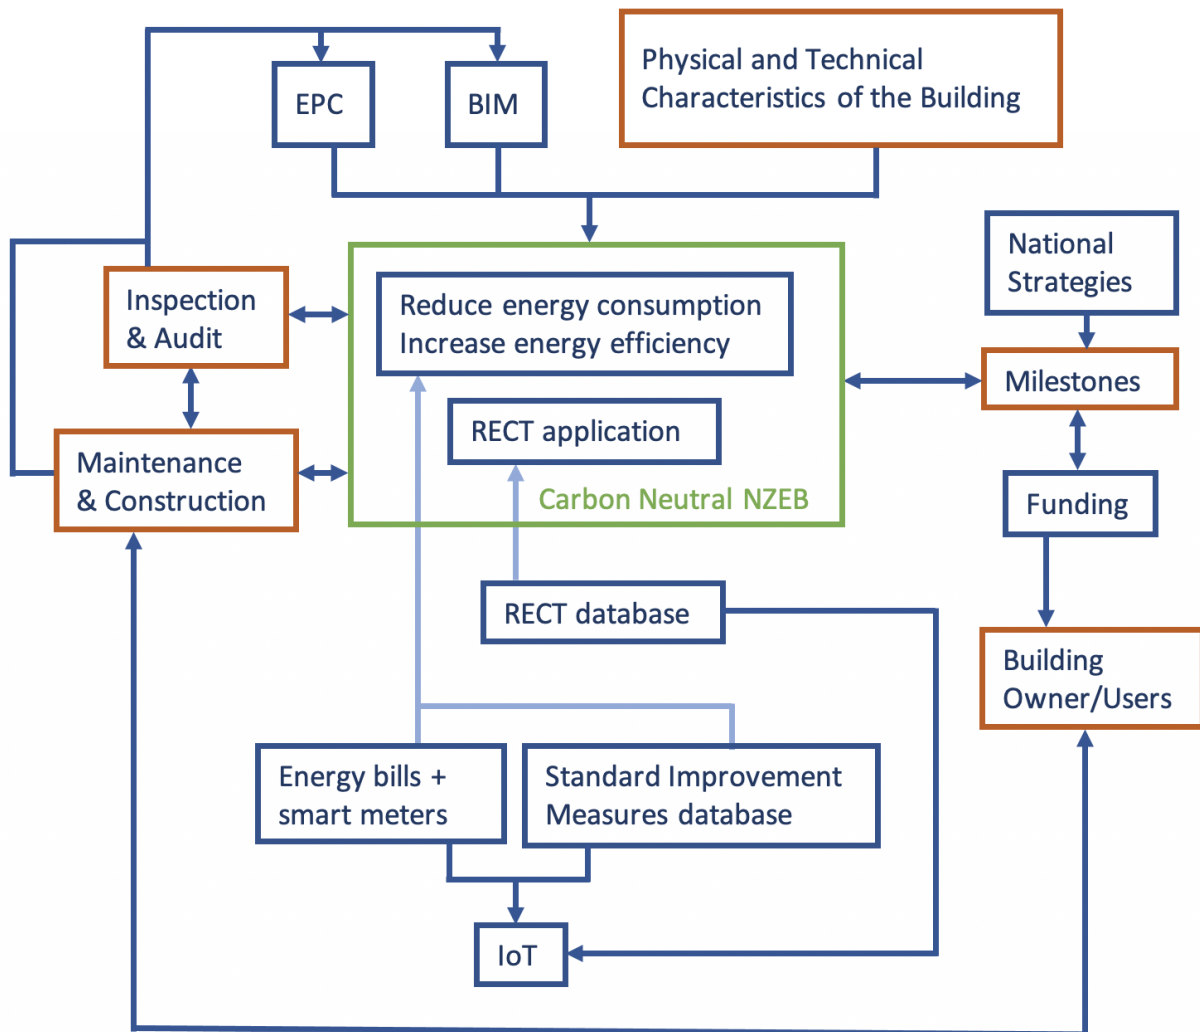 EPC
BIM
Physical and Technical
Characteristics of the Building
National
Strategies
Inspection
& Audit
Reduce energy consumption
Increase energy efficiency
Milestones
RECT application
Maintenance
& Construction
Carbon Neutral NZEB
Funding
RECT database
Building
Owner/Users
Energy bills +
smart meters
Standard Improvement
Measures database
IoT